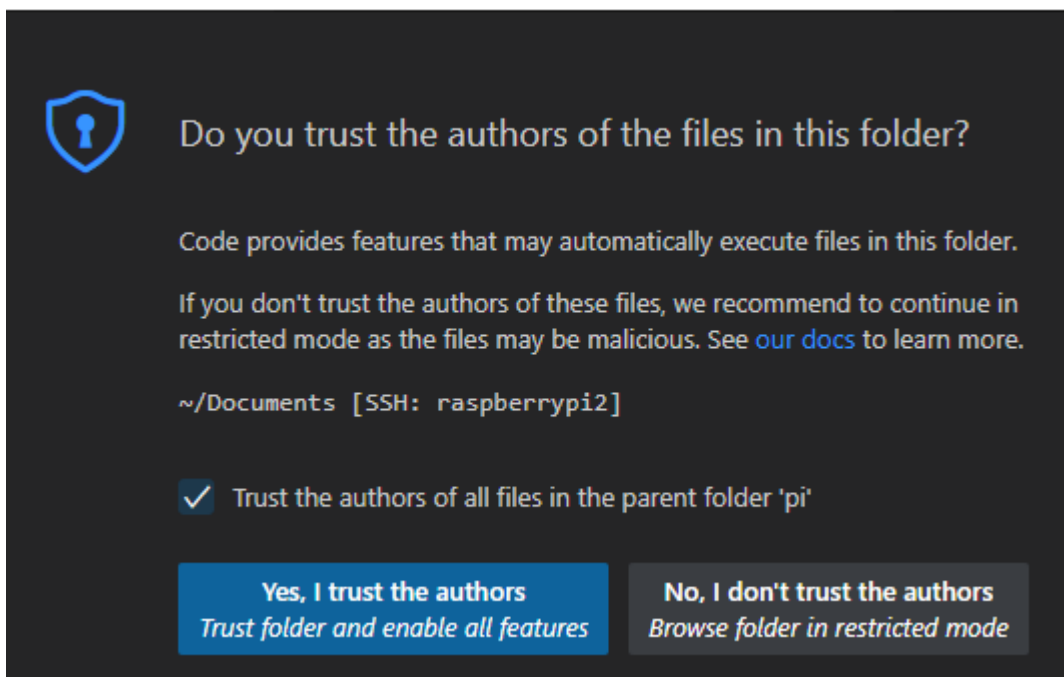 Do you trust the authors of the files in this folder?
Code provides features that may automatically execute files in this folder.
If you don't trust the authors of these files, we recommend to continue in
restricted mode as the files may be malicious. See our docs to learn more.
~/Documents [SSH: raspberrypi2]
Trust the authors of all files in the parent folder 'pi'
Yes, I trust the authors
Trust folder and enable all features
No, I don't trust the authors
Browse folder in restricted mode